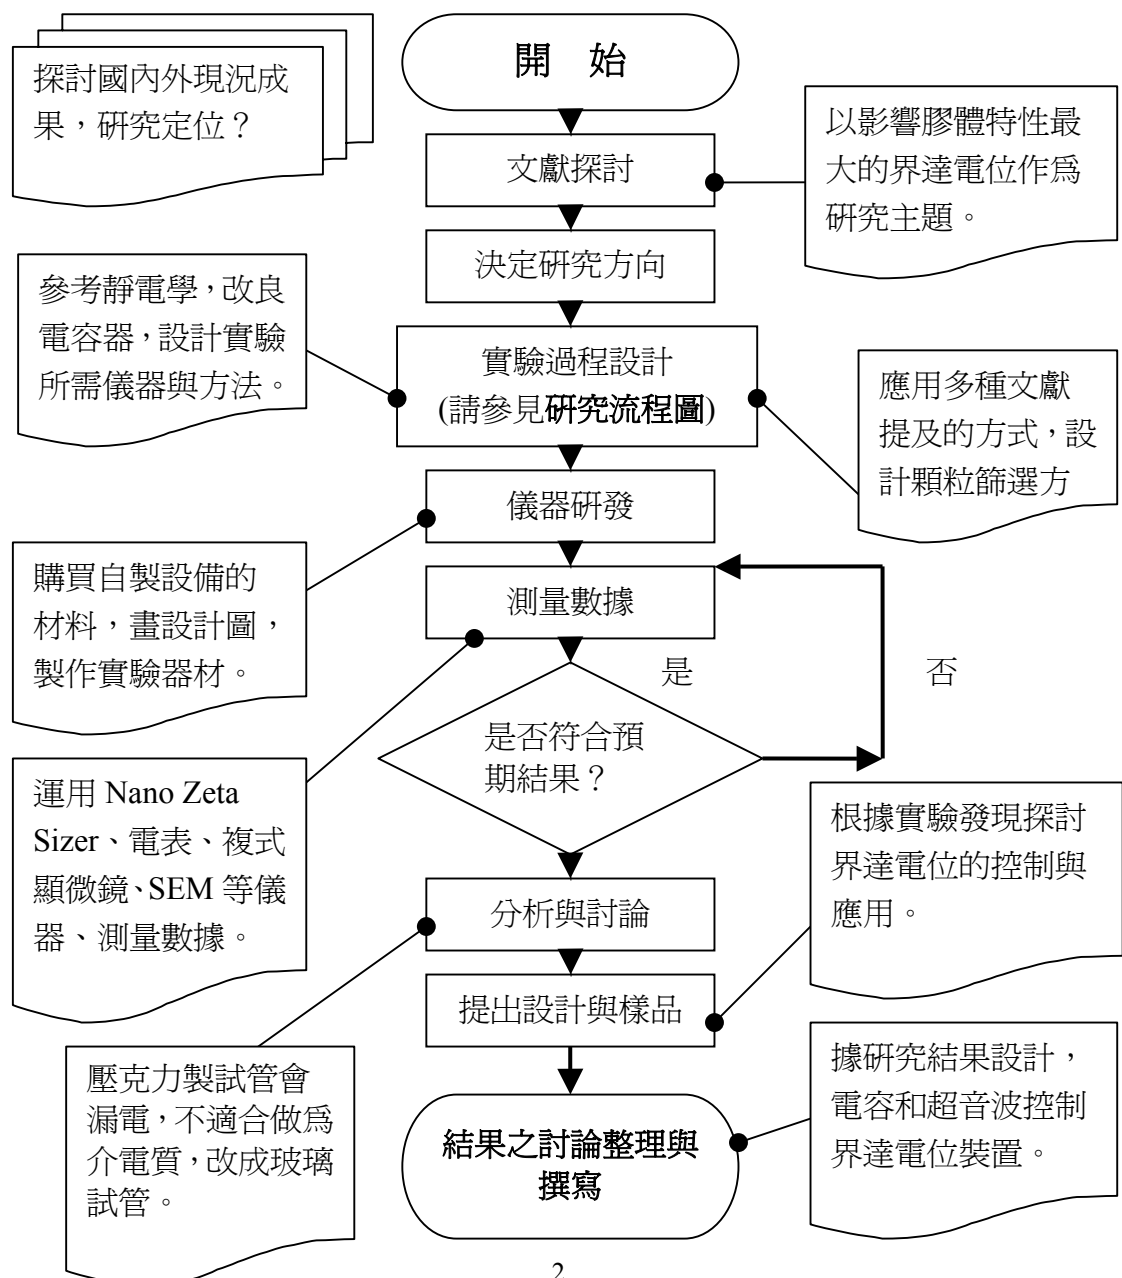 開 始
探討國內外現況成
果，研究定位？
文獻探討
以影響膠體特性最
大的界達電位作為
研究主題。
決定研究方向
參考靜電學，改良
電容器，設計實驗
所需儀器與方法。
實驗過程設計
(請參見研究流程圖)
應用多種文獻
提及的方式，設
計顆粒篩選方
儀器研發
購買自製設備的
材料，畫設計圖，
製作實驗器材。
測量數據
是
否
是否符合預
期結果？
運用 Nano Zeta
Sizer、電表、複式
顯微鏡、SEM 等儀
器、測量數據。
根據實驗發現探討
界達電位的控制與
應用。
分析與討論
提出設計與樣品
壓克力製試管會
漏電，不適合做為
介電質，改成玻璃
試管。
據研究結果設計，
電容和超音波控制
界達電位裝置。
結果之討論整理與
撰寫
2